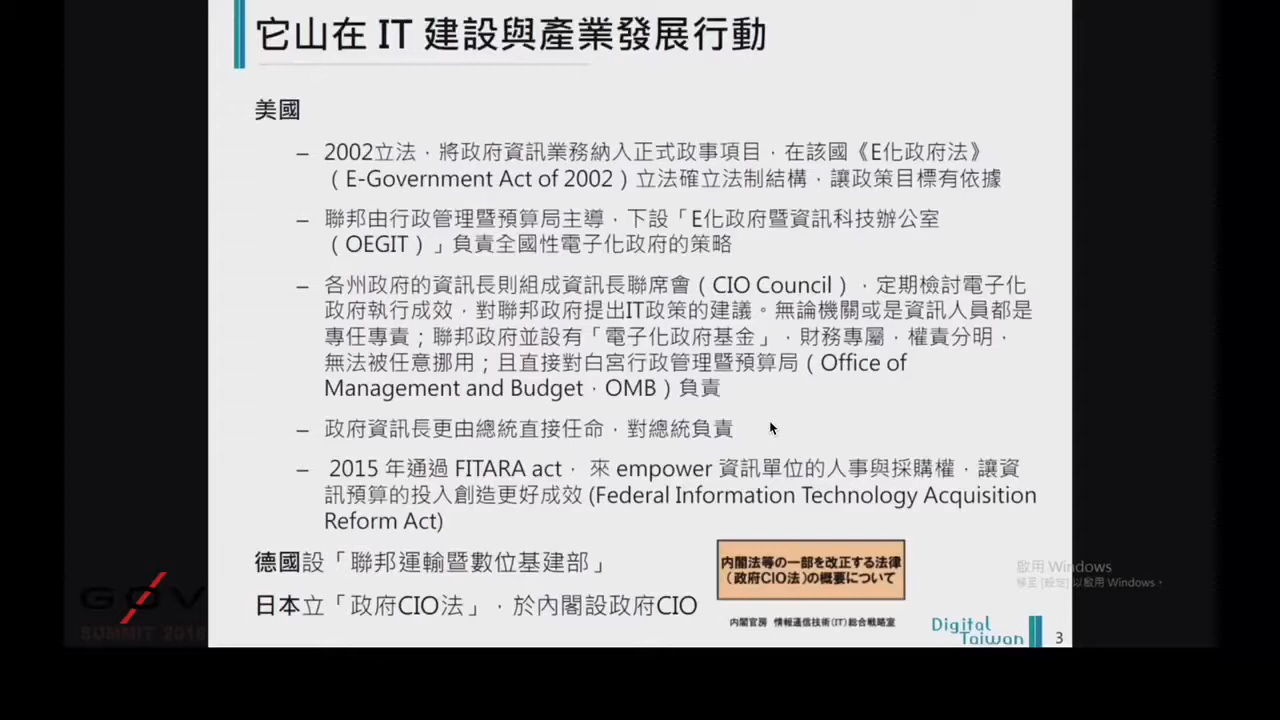 它山在 IT 建設與產業發展行動
美國
– 2002立法，將政府資訊業務納入正式政事項目，在該國《E化政府法》
（E-Government Act of 2002）立法確立法制結構，讓政策目標有依據
– 聯邦由行政管理暨預算局主導，下設「E化政府暨資訊科技辦公室
（OEGIT）」負責全國性電子化政府的策略
– 各州政府的資訊長則組成資訊長聯席會（CIO Council），定期檢討電子化
政府執行成效，對聯邦政府提出IT政策的建議。無論機關或是資訊人員都是
專任專責；聯邦政府並設有「電子化政府基金」，財務專屬，權責分明，
無法被任意挪用；且直接對白宮行政管理暨預算局（Office of
Management and Budget，OMB）負責
– 政府資訊長更由總統直接任命，對總統負責
– 2015 年通過 FITARA act， 來 empower 資訊單位的人事與採購權，讓資
訊預算的投入創造更好成效 (Federal Information Technology Acquisition
Reform Act)
德國設「聯邦運輸暨數位基建部」
日本立「政府CIO法」，於內閣設政府CIO
内閣法等の一部を改正する法律
（政府CIO法)の概要について
内閣官房 情報通信技術(IT)総合戦略室
啟用 Windows
移至 [設定] 以啟用 Windows。
GOV
SUMMIT 2018
Digital
Taiwan
3